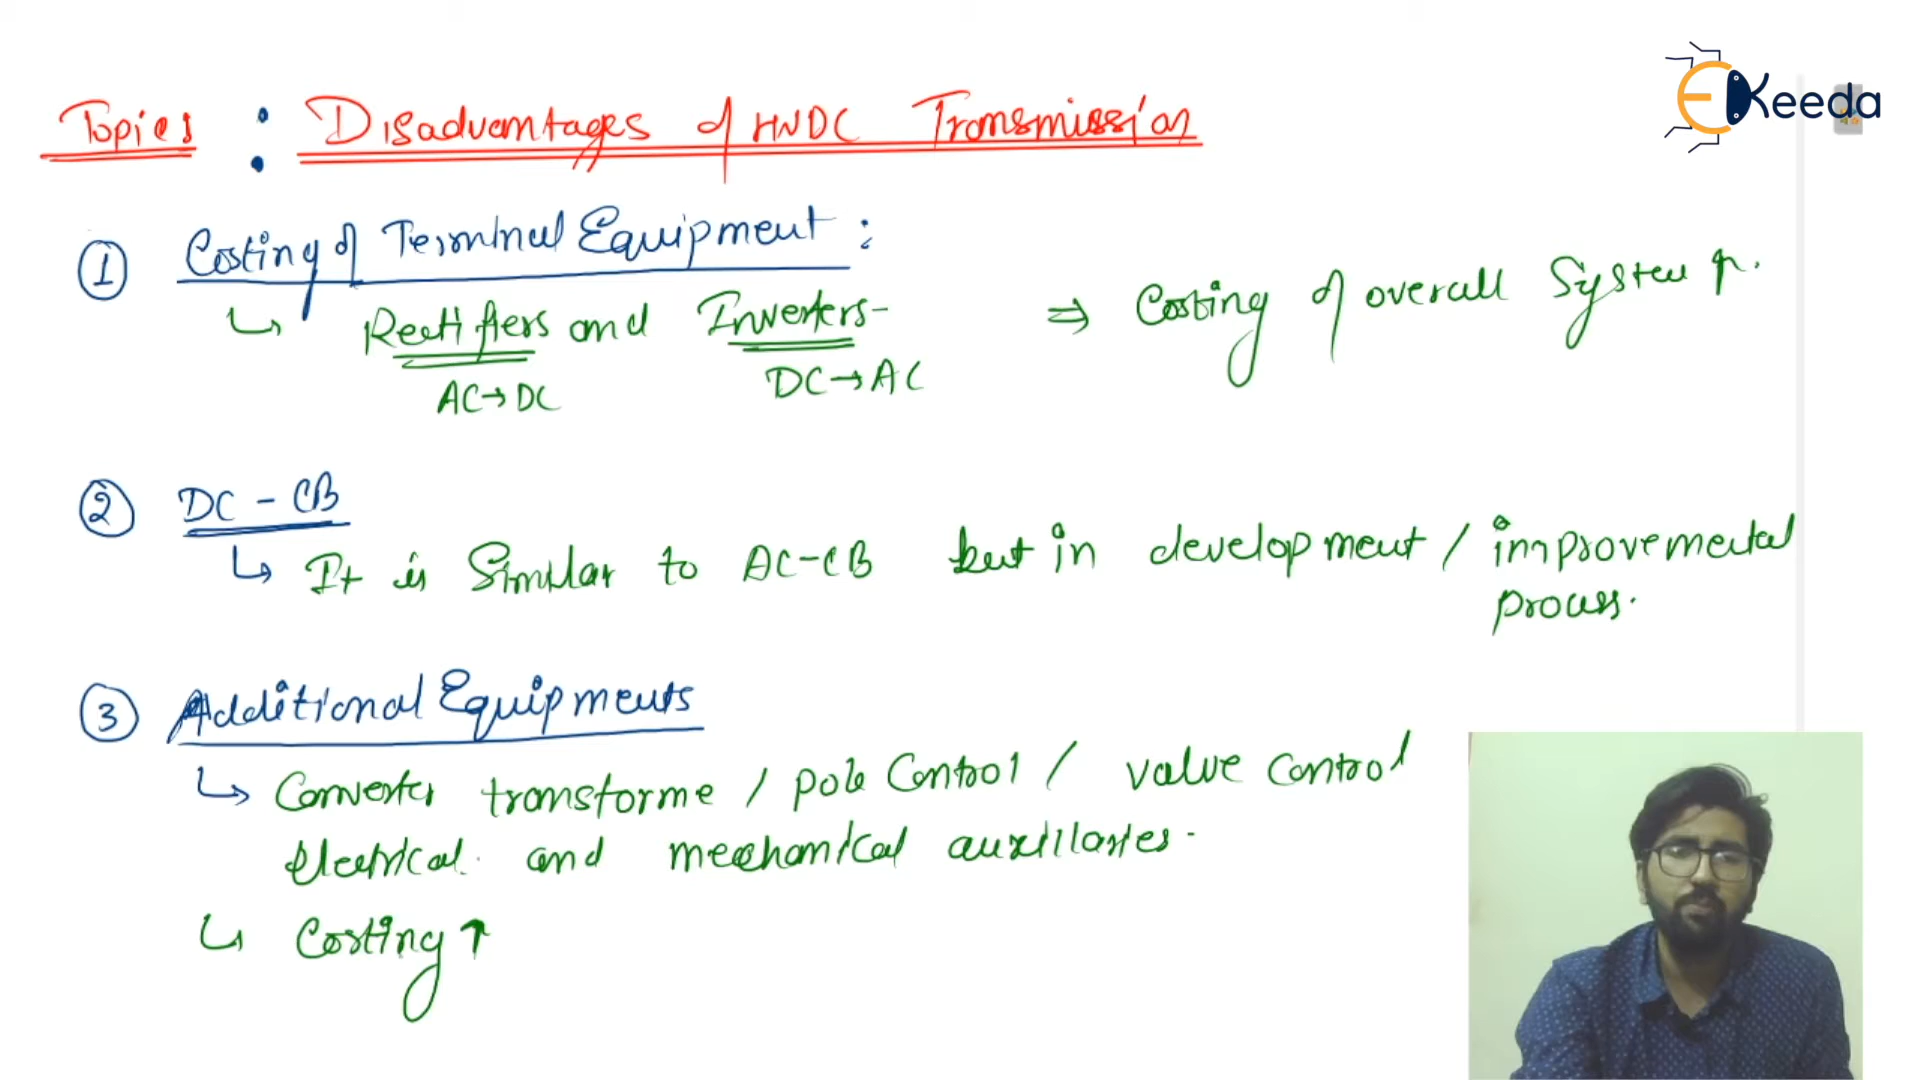 EKeeda
Topics : Disadvantages of HVDC Transmission
① Costing of Terminal Equipment :
↳ Rectifiers and Inverters- ⇒ Costing of overall System ↑.
AC→DC DC→AC
② DC - CB
↳ It is Similar to AC-CB but in development / improvemental
process.
③ Additional Equipments
↳ Converter transforme / pole Control / valve control
Electrical. and mechanical auxillaries.
↳ Costing ↑